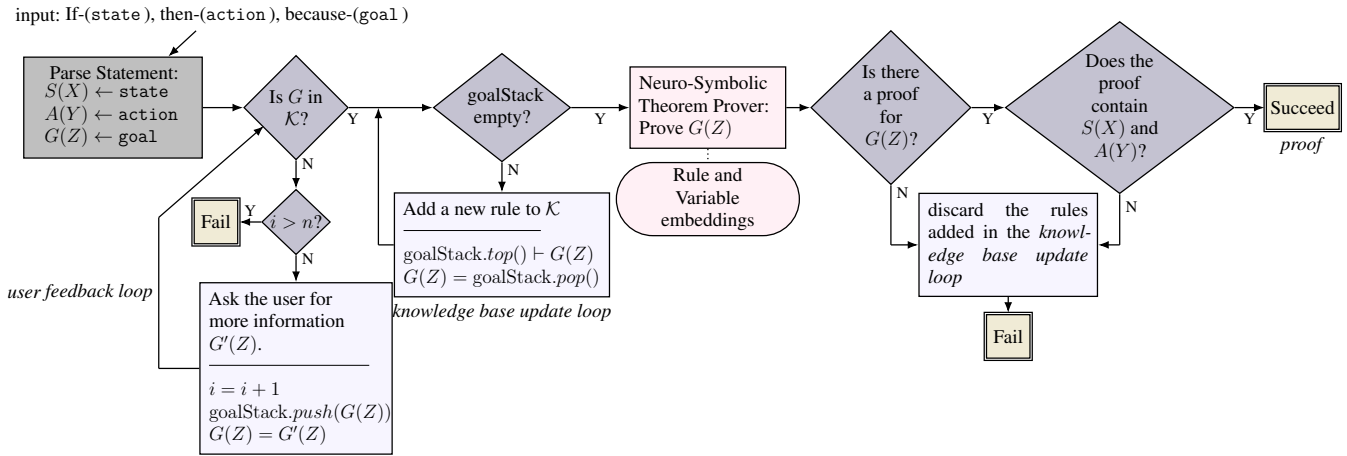 input: If-(state), then-(action), because-(goal)
Parse Statement:
S(X) ← state
A(Y) ← action
G(Z) ← goal
Is G in
𝒦?
Y
N
i > n?
Y
Fail
N
Ask the user for
more information
G′(Z).
i = i + 1
goalStack.push(G(Z))
G(Z) = G′(Z)
user feedback loop
goalStack
empty?
Y
N
Add a new rule to 𝒦
goalStack.top() ⊢ G(Z)
G(Z) = goalStack.pop()
knowledge base update loop
Neuro-Symbolic
Theorem Prover:
Prove G(Z)
Rule and
Variable
embeddings
Is there
a proof
for
G(Z)?
Y
N
Does the
proof
contain
S(X) and
A(Y)?
Y
N
Succeed
proof
discard the rules
added in the knowl-
edge base update
loop
Fail